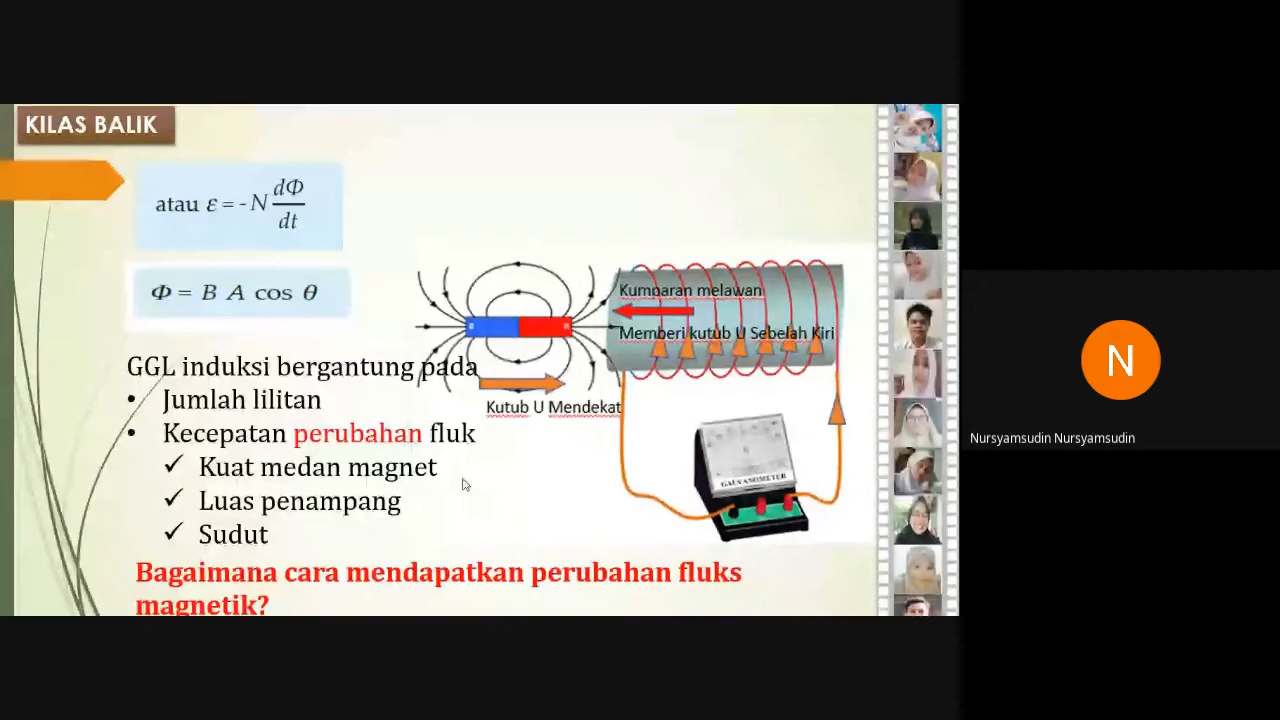 KILAS BALIK
atau ε = - N dΦ/dt
Φ = B A cos θ
Kumparan melawan
Memberi kutub U Sebelah Kiri
GGL induksi bergantung pada
• Jumlah lilitan
• Kecepatan perubahan fluk
✓ Kuat medan magnet
✓ Luas penampang
✓ Sudut
Kutub U Mendekat
GALVANOMETER
Bagaimana cara mendapatkan perubahan fluks
magnetik?
N
Nursyamsudin Nursyamsudin